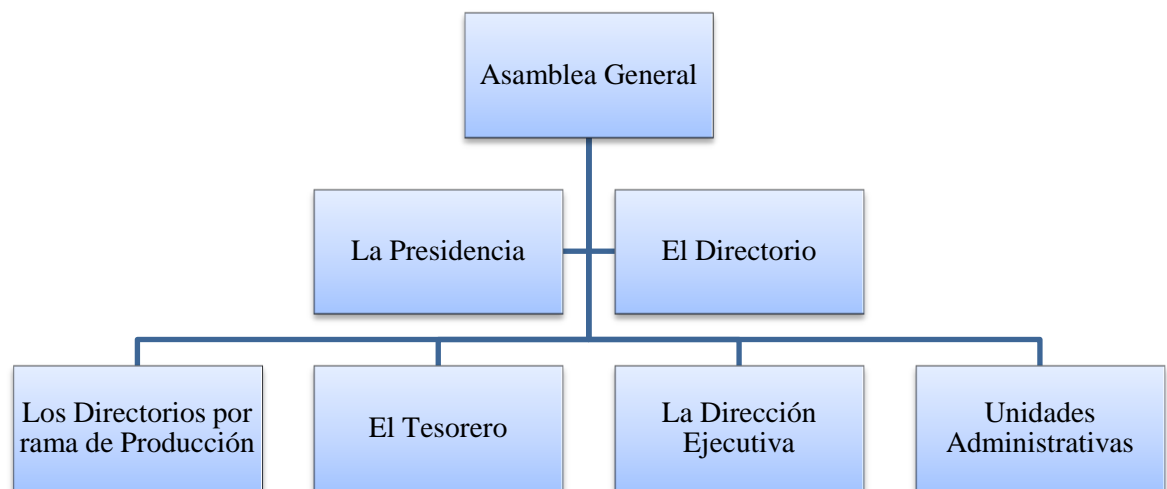 Asamblea General
La Presidencia
El Directorio
Los Directorios por
rama de Producción
El Tesorero
La Dirección
Ejecutiva
Unidades
Administrativas